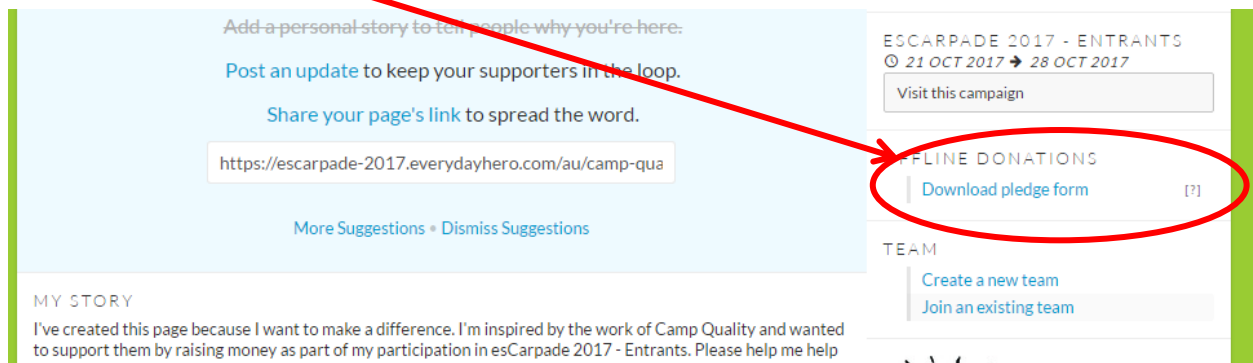 Add a personal story to tell people why you're here.
Post an update to keep your supporters in the loop.
Share your page's link to spread the word.
https://escarpade-2017.everydayhero.com/au/camp-qua
More Suggestions • Dismiss Suggestions
MY STORY
I've created this page because I want to make a difference. I'm inspired by the work of Camp Quality and wanted
to support them by raising money as part of my participation in esCarpade 2017 - Entrants. Please help me help
ESCARPADE 2017 - ENTRANTS
21 OCT 2017 → 28 OCT 2017
Visit this campaign
OFFLINE DONATIONS
Download pledge form [?]
TEAM
Create a new team
Join an existing team